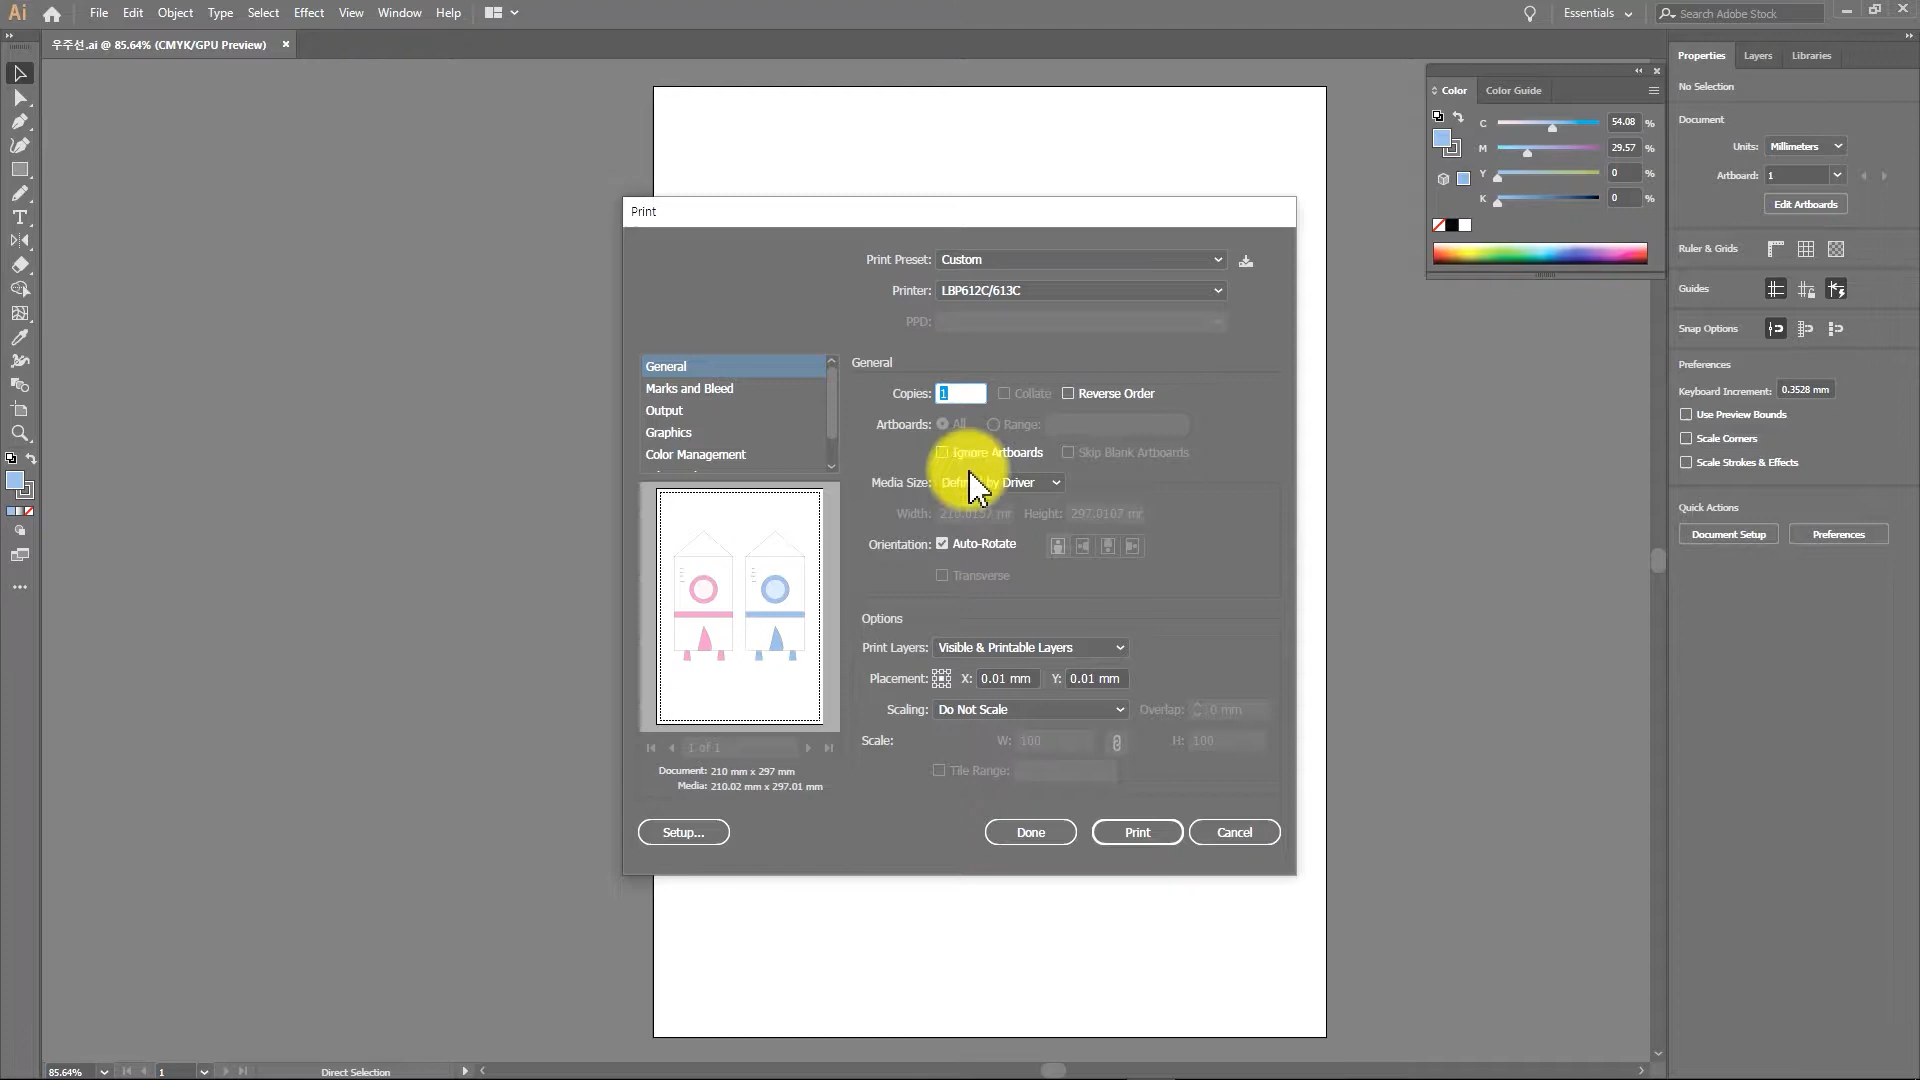 Ai File Edit Object Type Select Effect View Window Help Essentials Search Adobe Stock
우주선.ai @ 85.64% (CMYK/GPU Preview) ×
Properties Layers Libraries
No Selection
Document
Units: Millimeters
Artboard: 1
Edit Artboards
Ruler & Grids
Guides
Snap Options
Preferences
Keyboard Increment: 0.3528 mm
Use Preview Bounds
Scale Corners
Scale Strokes & Effects
Quick Actions
Document Setup Preferences
Color Color Guide
C 54.08 %
M 29.57 %
Y 0 %
K 0 %
Print
Print Preset: Custom
Printer: LBP612C/613C
PPD:
General
Marks and Bleed
Output
Graphics
Color Management
General
Copies: 1 Collate Reverse Order
Artboards: All Range:
Ignore Artboards Skip Blank Artboards
Media Size: by Driver
Width: mr Height: 297.0107 mr
Orientation: Auto-Rotate
Transverse
Options
Print Layers: Visible & Printable Layers
Placement: X: 0.01 mm Y: 0.01 mm
Scaling: Do Not Scale Overlap: 0 mm
Scale: W: 100 H: 100
Tile Range:
1 of 1
Document: 210 mm x 297 mm
Media: 210.02 mm x 297.01 mm
Setup... Done Print Cancel
85.64% 1 Direct Selection